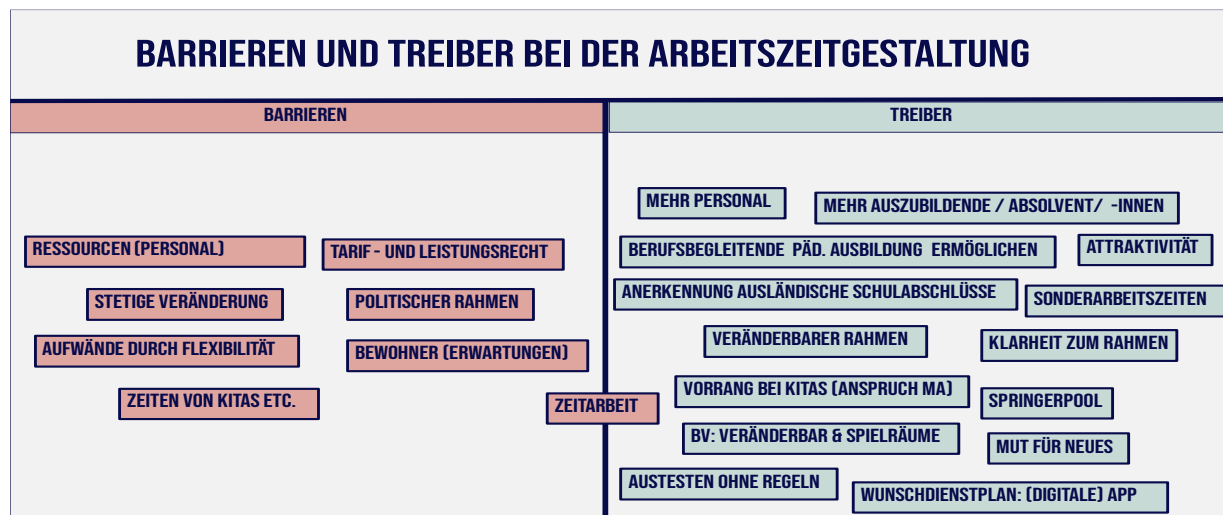 BARRIEREN UND TREIBER BEI DER ARBEITSZEITGESTALTUNG
BARRIEREN
RESSOURCEN (PERSONAL)
TARIF- UND LEISTUNGSRECHT
STETIGE VERÄNDERUNG
POLITISCHER RAHMEN
AUFWÄNDE DURCH FLEXIBILITÄT
BEWOHNER (ERWARTUNGEN)
ZEITEN VON KITAS ETC.
ZEITARBEIT
TREIBER
MEHR PERSONAL
MEHR AUSZUBILDENDE / ABSOLVENT/ -INNEN
BERUFSBEGLEITENDE PÄD. AUSBILDUNG ERMÖGLICHEN
ATTRAKTIVITÄT
ANERKENNUNG AUSLÄNDISCHE SCHULABSCHLÜSSE
SONDERARBEITSZEITEN
VERÄNDERBARER RAHMEN
KLARHEIT ZUM RAHMEN
VORRANG BEI KITAS (ANSPRUCH MA)
SPRINGERPOOL
BV: VERÄNDERBAR & SPIELRÄUME
MUT FÜR NEUES
AUSTESTEN OHNE REGELN
WUNSCHDIENSTPLAN: (DIGITALE) APP